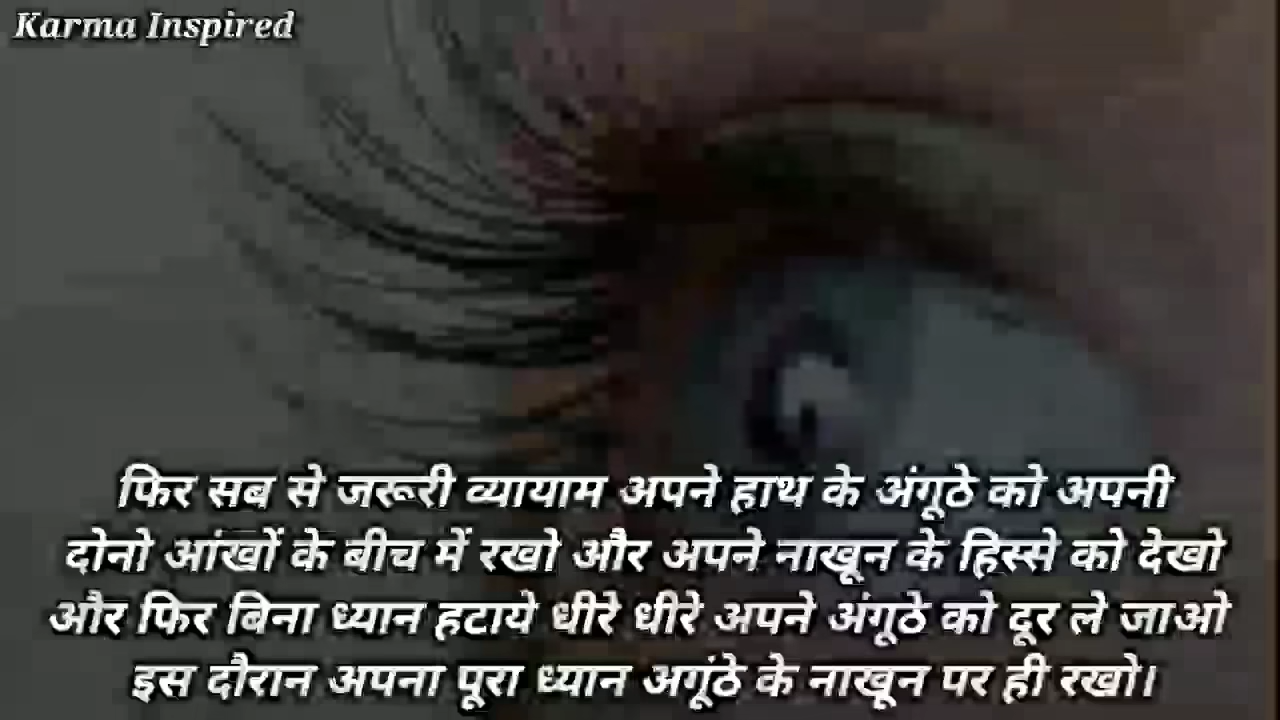 Karma Inspired
फिर सब से जरूरी व्यायाम अपने हाथ के अंगूठे को अपनी
दोनो आंखों के बीच में रखो और अपने नाखून के हिस्से को देखो
और फिर बिना ध्यान हटाये धीरे धीरे अपने अंगूठे को दूर ले जाओ
इस दौरान अपना पूरा ध्यान अगूंठे के नाखून पर ही रखो।